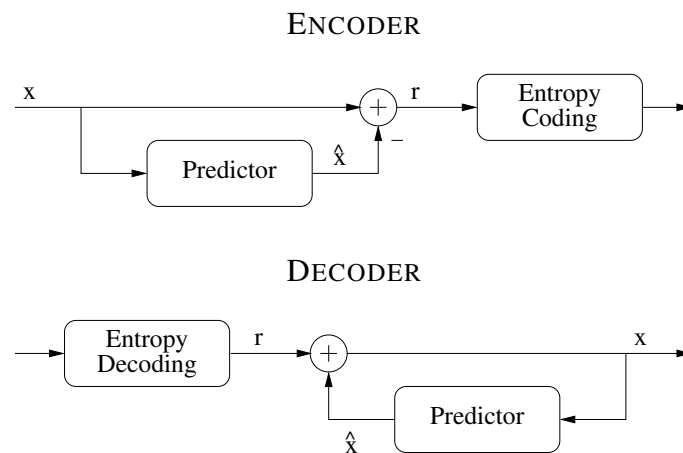 ENCODER
x
r
Entropy
Coding
+
−
x̂
Predictor
DECODER
Entropy
Decoding
r
+
x
Predictor
x̂